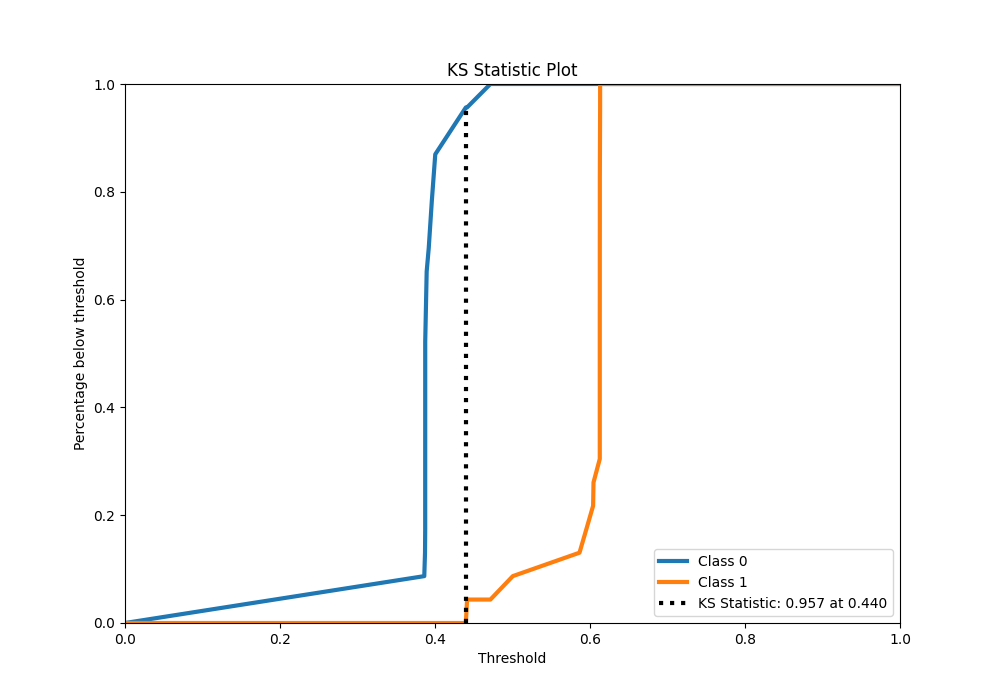 KS Statistic Plot
1.0
0.8
0.6
0.4
0.2
0.0
Percentage below threshold
0.0 0.2 0.4 0.6 0.8 1.0
Threshold
Class 0
Class 1
KS Statistic: 0.957 at 0.440